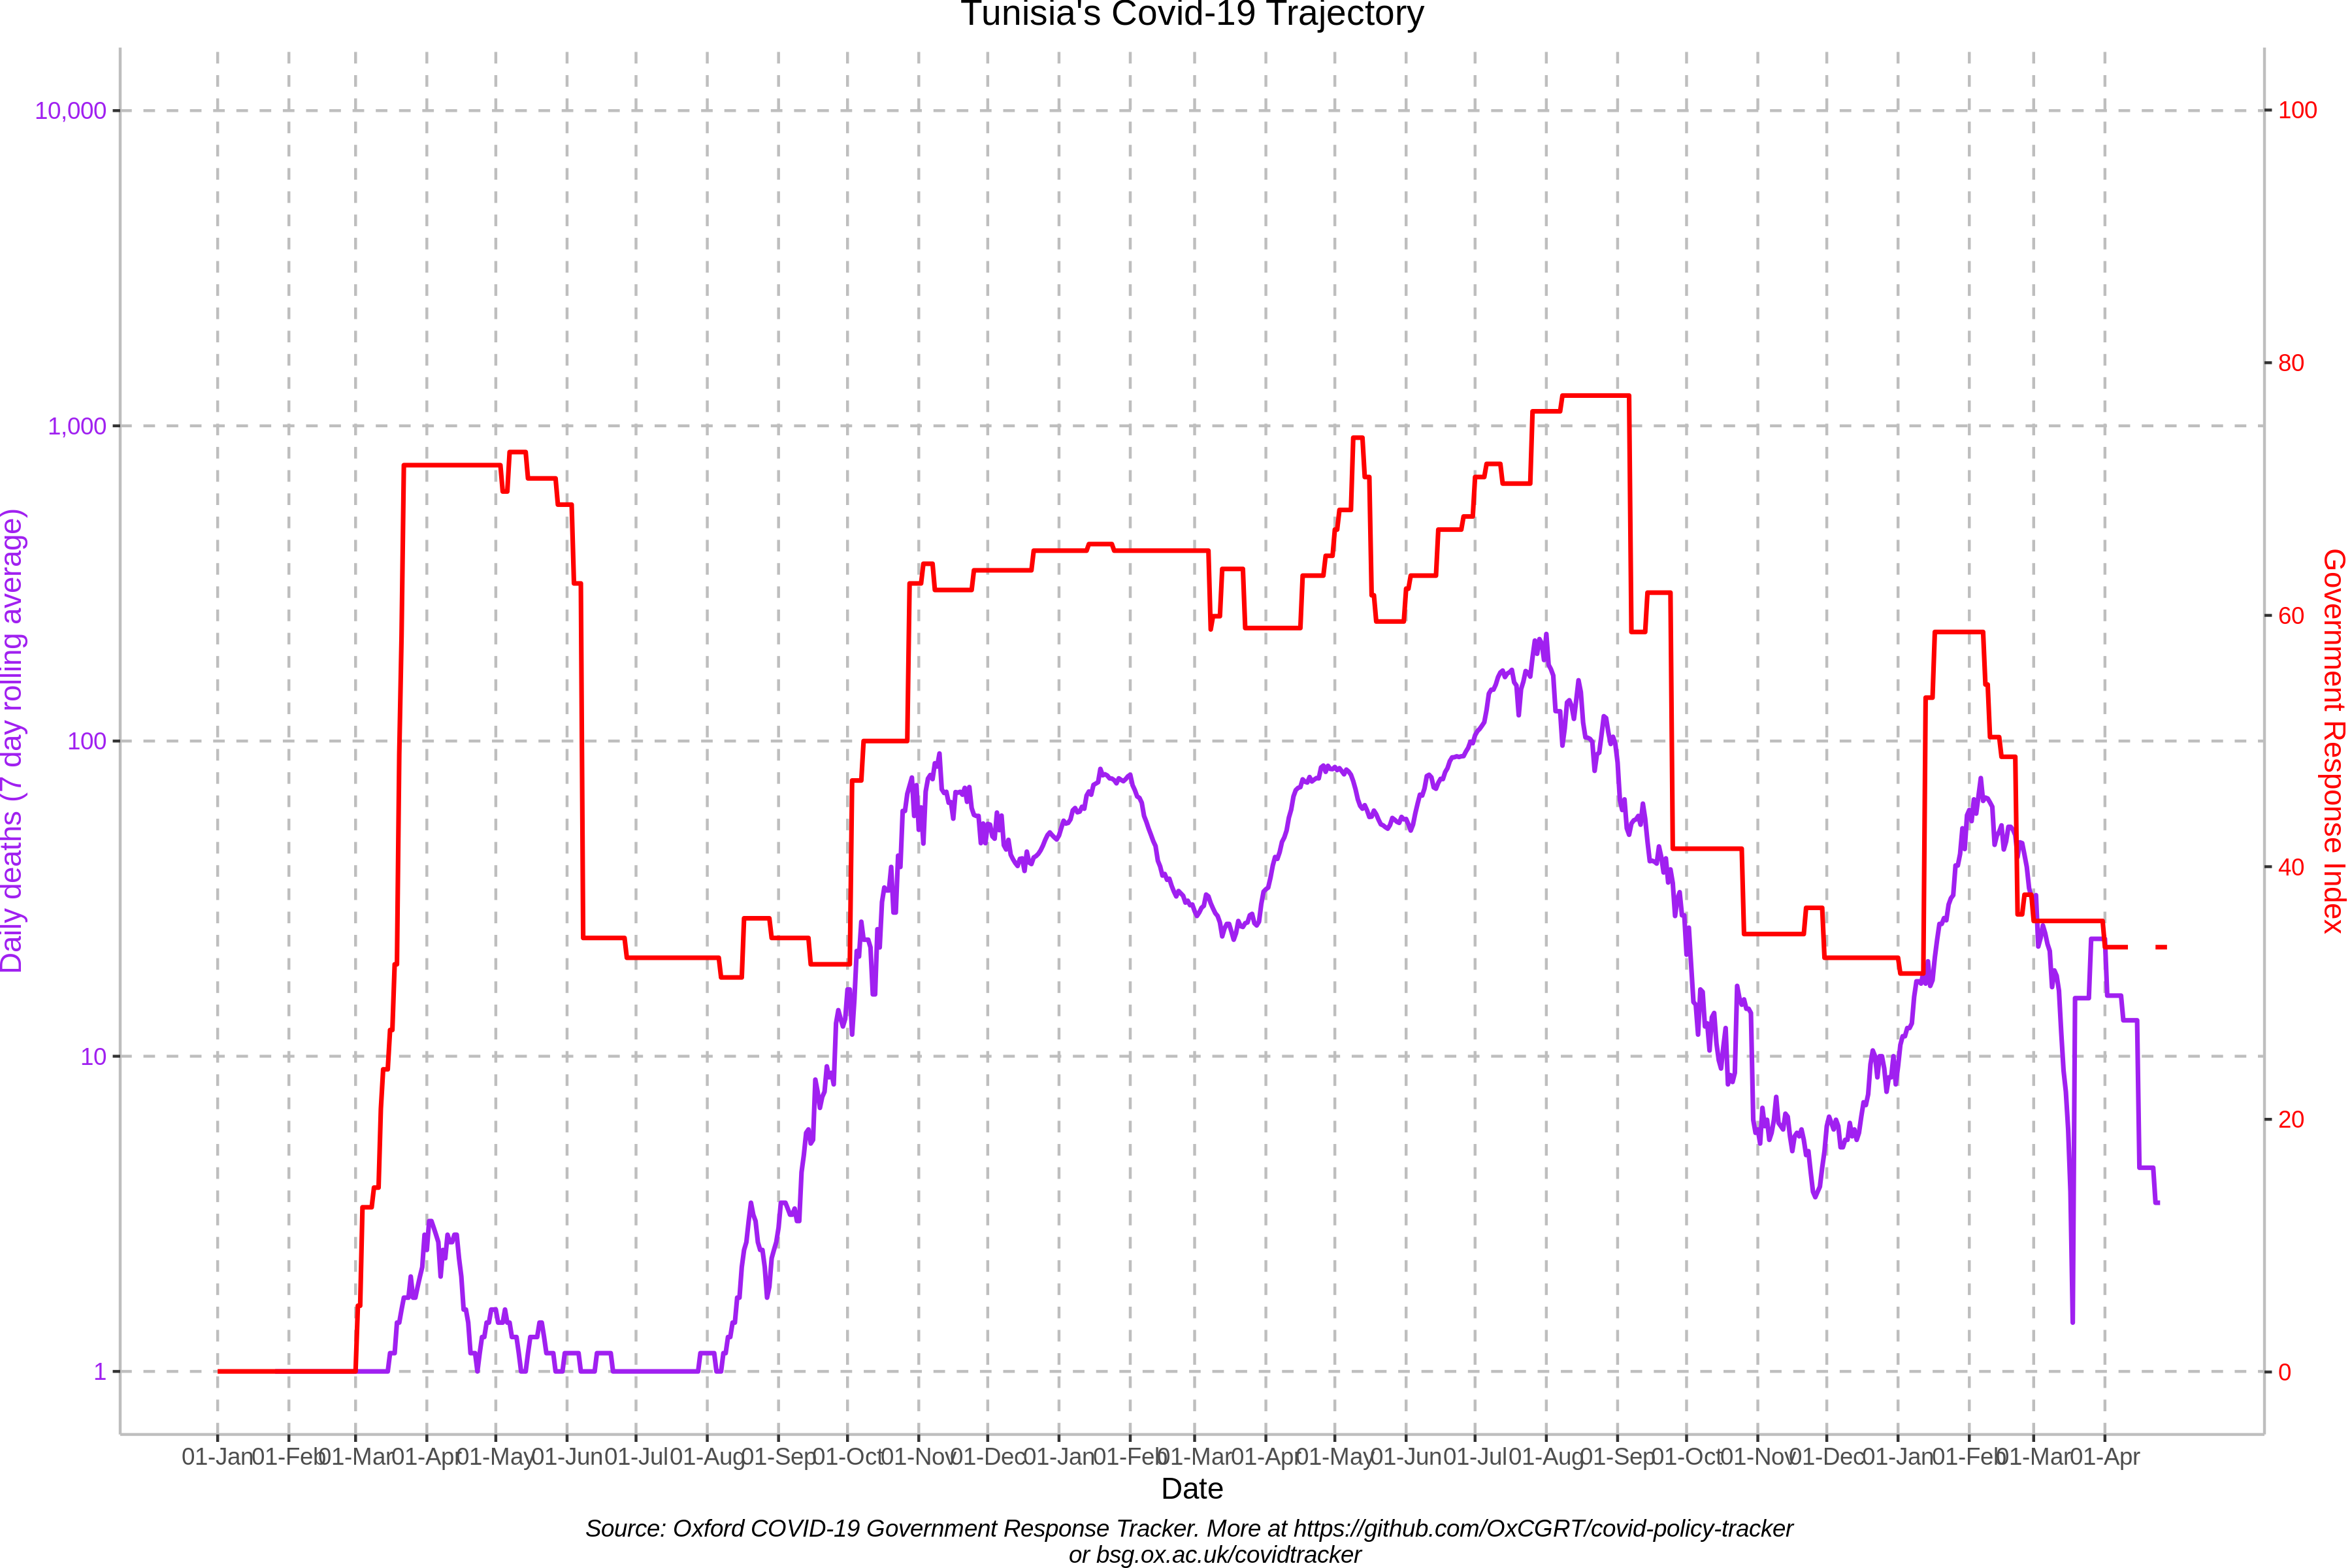 Tunisia's Covid-19 Trajectory
Daily deaths (7 day rolling average)
10,000
1,000
100
10
1
Government Response Index
100
80
60
40
20
0
01-Jan 01-Feb 01-Mar 01-Apr 01-May 01-Jun 01-Jul 01-Aug 01-Sep 01-Oct 01-Nov 01-Dec 01-Jan 01-Feb 01-Mar 01-Apr 01-May 01-Jun 01-Jul 01-Aug 01-Sep 01-Oct 01-Nov 01-Dec 01-Jan 01-Feb 01-Mar 01-Apr
Date
Source: Oxford COVID-19 Government Response Tracker. More at https://github.com/OxCGRT/covid-policy-tracker
or bsg.ox.ac.uk/covidtracker